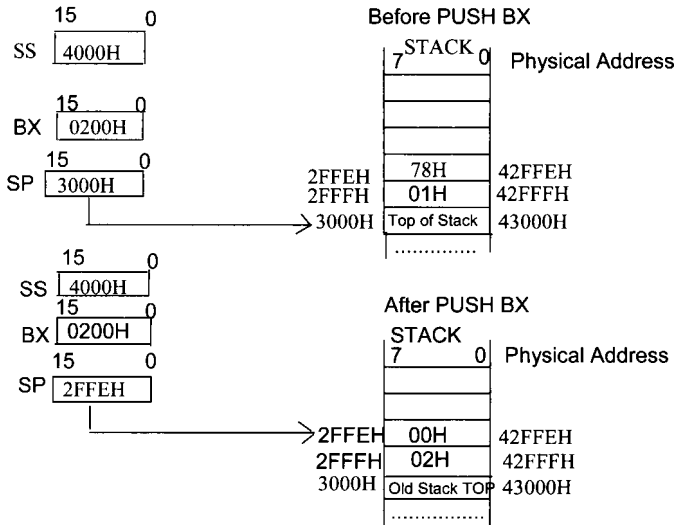 Before PUSH BX
15 0
SS 4000H
STACK
7 0 Physical Address
15 0
BX 0200H
15 0
SP 3000H
2FFEH 78H 42FFEH
2FFFH 01H 42FFFH
3000H Top of Stack 43000H
..............
15 0
SS 4000H
15 0
BX 0200H
15 0
SP 2FFEH
After PUSH BX
STACK
7 0 Physical Address
2FFEH 00H 42FFEH
2FFFH 02H 42FFFH
3000H Old Stack TOP 43000H
..............